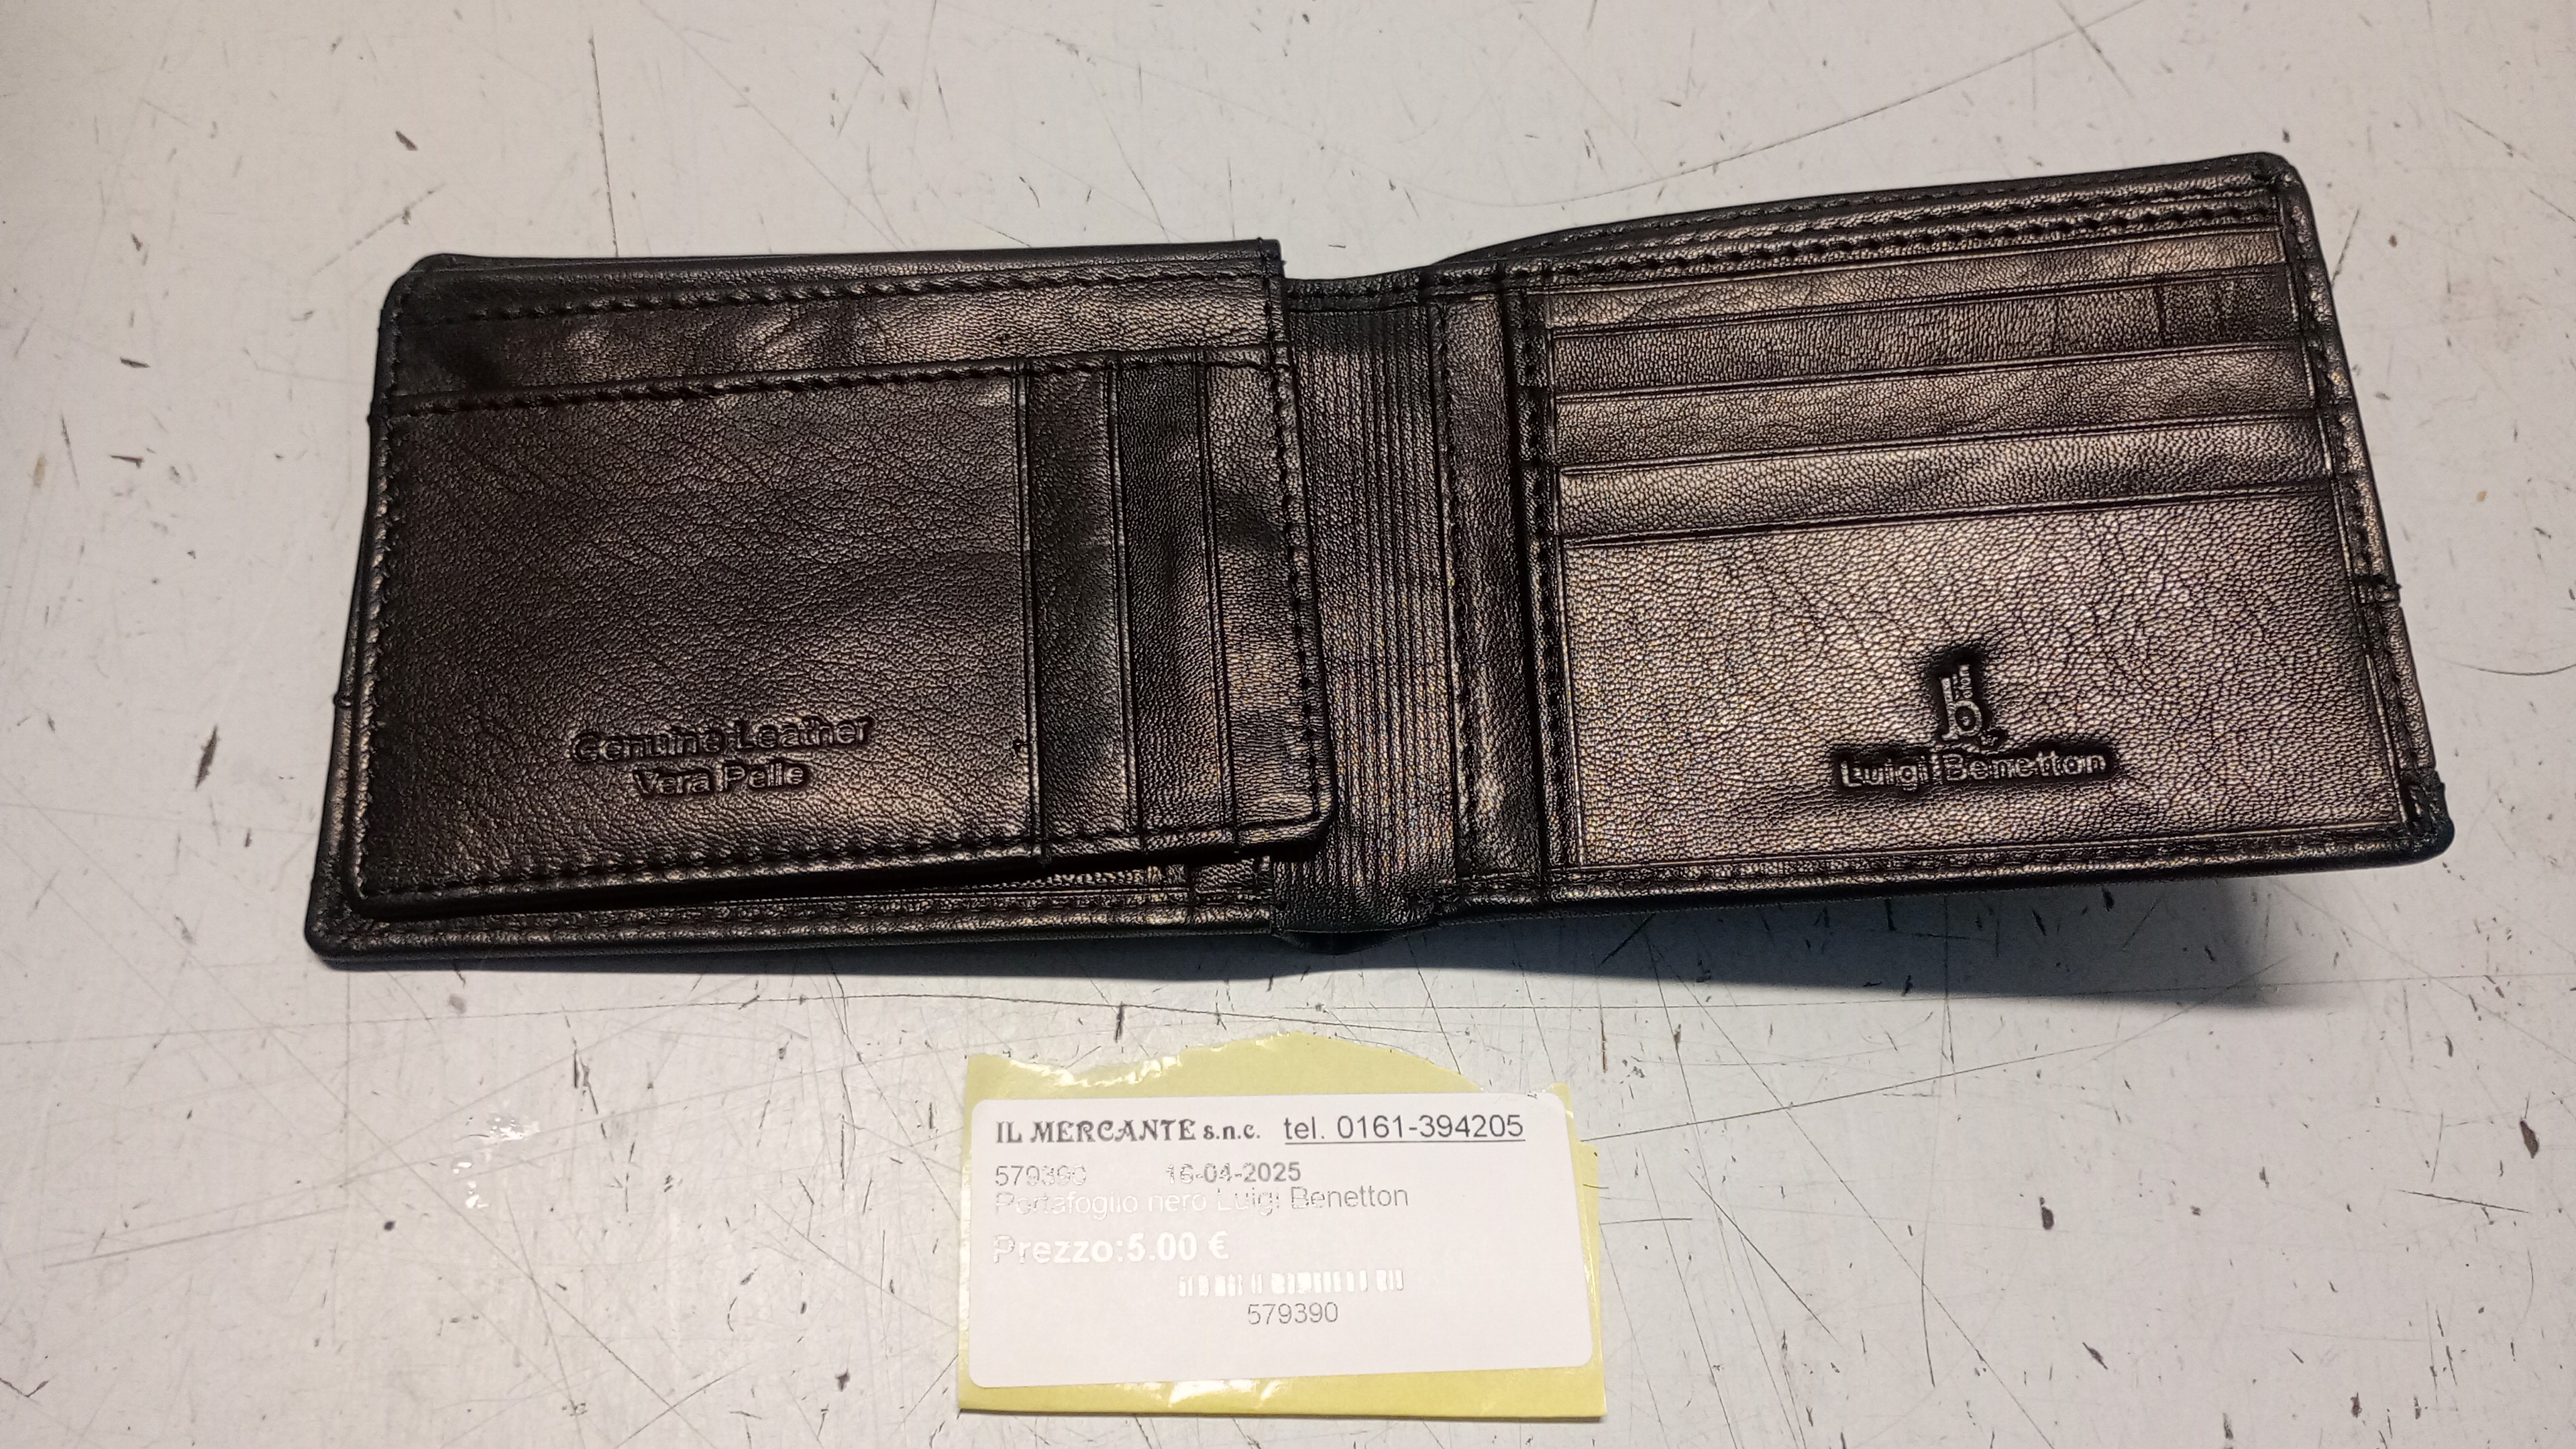 Genuine Leather
Vera Pelle
lb
Luigi Benetton
IL MERCANTE s.n.c. tel. 0161-394205
579390 16-04-2025
Portafoglio nero Luigi Benetton
Prezzo:5.00 €
579390